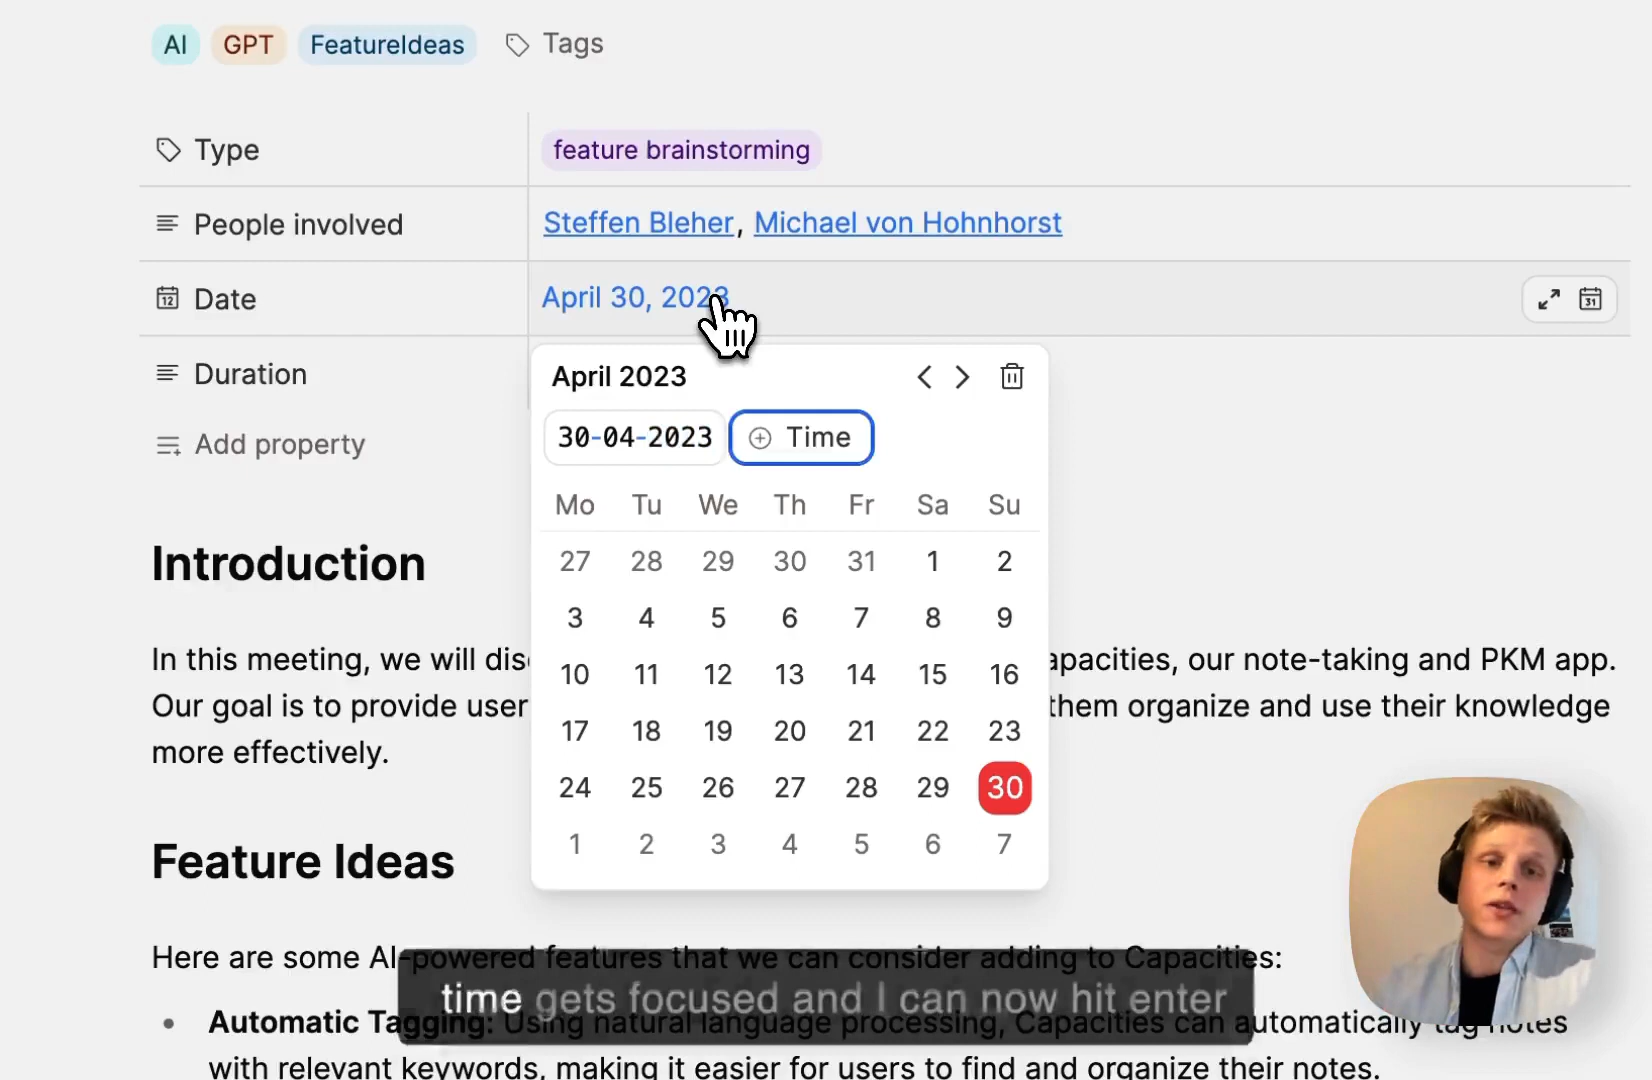 AI GPT FeatureIdeas Tags
Type feature brainstorming
People involved Steffen Bleher, Michael von Hohnhorst
Date April 30, 2023
12
31
Duration
Add property
April 2023
30-04-2023 Time
Mo Tu We Th Fr Sa Su
27 28 29 30 31 1 2
3 4 5 6 7 8 9
10 11 12 13 14 15 16
17 18 19 20 21 22 23
24 25 26 27 28 29 30
1 2 3 4 5 6 7
Introduction
In this meeting, we will apacities, our note-taking and PKM app.
Our goal is to provide user them organize and use their knowledge
more effectively.
Feature Ideas
Here are some AI-powered features that we can consider adding to Capacities:
time gets focused and I can now hit enter
• Automatic Tagging: Using natural language processing, Capacities can automatically tag notes
with relevant keywords, making it easier for users to find and organize their notes.